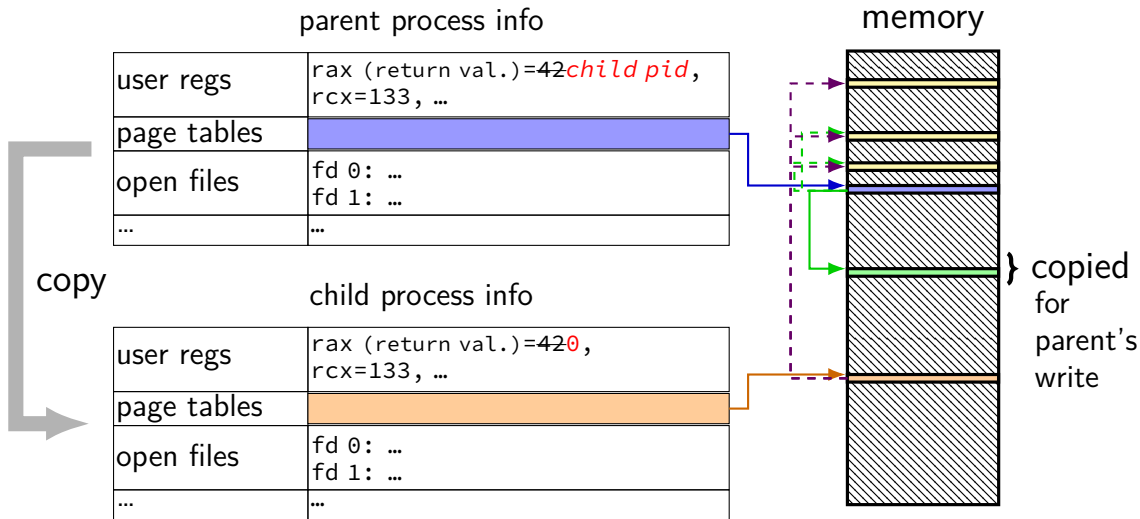 parent process info
memory
user regs
rax (return val.)=42child pid,
rcx=133, …
page tables
open files
fd 0: …
fd 1: …
…
…
copy
copied
for
parent's
write
child process info
user regs
rax (return val.)=420,
rcx=133, …
page tables
open files
fd 0: …
fd 1: …
…
…